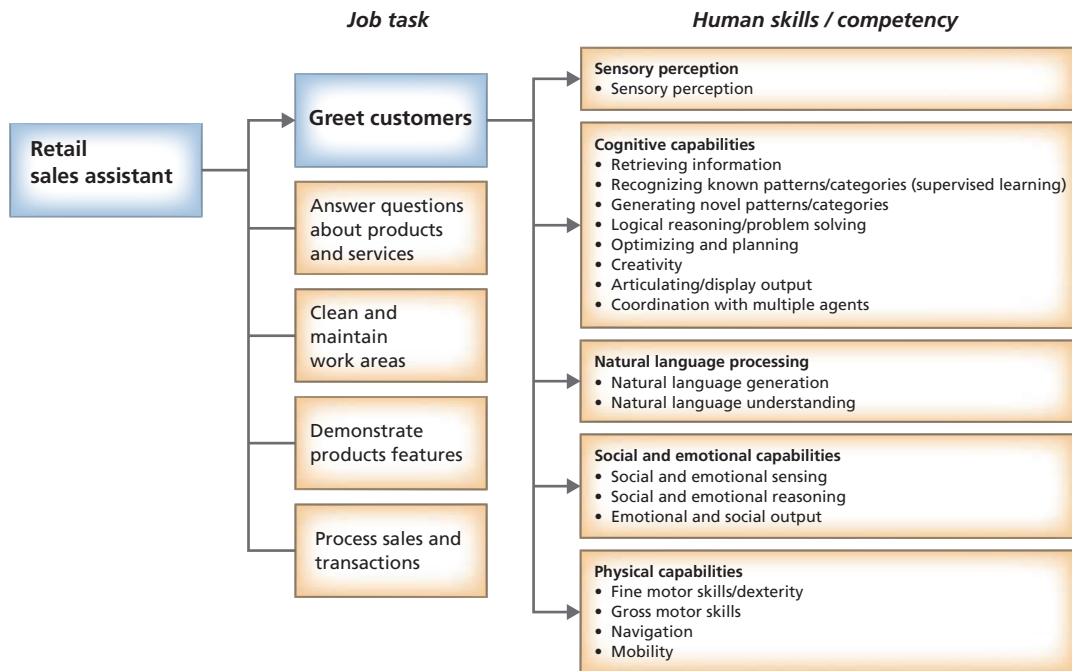 Job task
Human skills / competency
Retail
sales assistant
Greet customers
Answer questions
about products
and services
Clean and
maintain
work areas
Demonstrate
products features
Process sales and
transactions
Sensory perception
• Sensory perception
Cognitive capabilities
• Retrieving information
• Recognizing known patterns/categories (supervised learning)
• Generating novel patterns/categories
• Logical reasoning/problem solving
• Optimizing and planning
• Creativity
• Articulating/display output
• Coordination with multiple agents
Natural language processing
• Natural language generation
• Natural language understanding
Social and emotional capabilities
• Social and emotional sensing
• Social and emotional reasoning
• Emotional and social output
Physical capabilities
• Fine motor skills/dexterity
• Gross motor skills
• Navigation
• Mobility